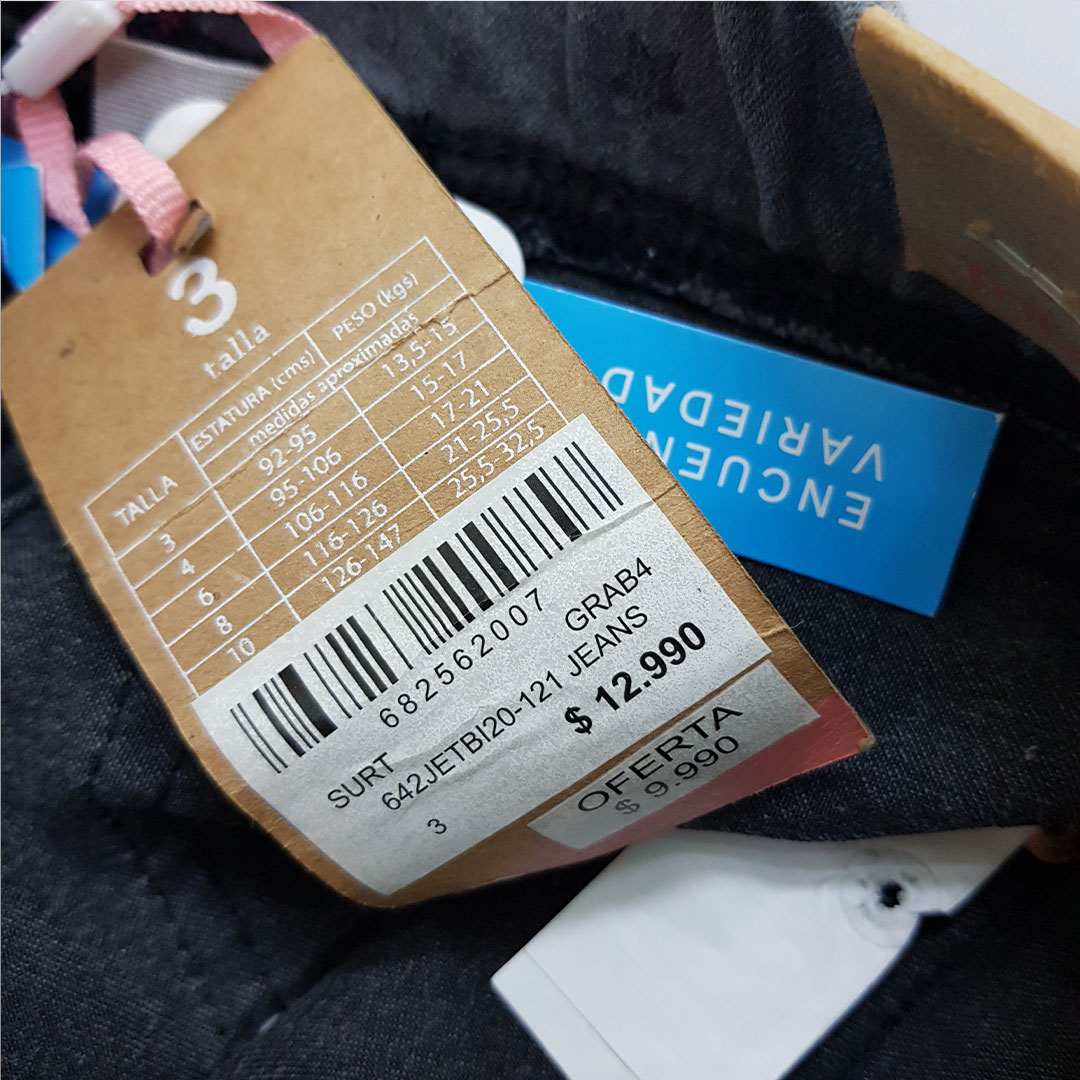 3
talla
TALLA ESTATURA (cms) PESO (kgs)
medidas aproximadas
3 92-95 13,5-15
4 95-106 15-17
6 106-116 17-21
8 116-126 21-25,5
10 126-147 25,5-32,5
682562007
SURT GRAB4
642JETBI20-121 JEANS
3 $ 12.990
OFERTA
$ 9.990
VARIEDAD